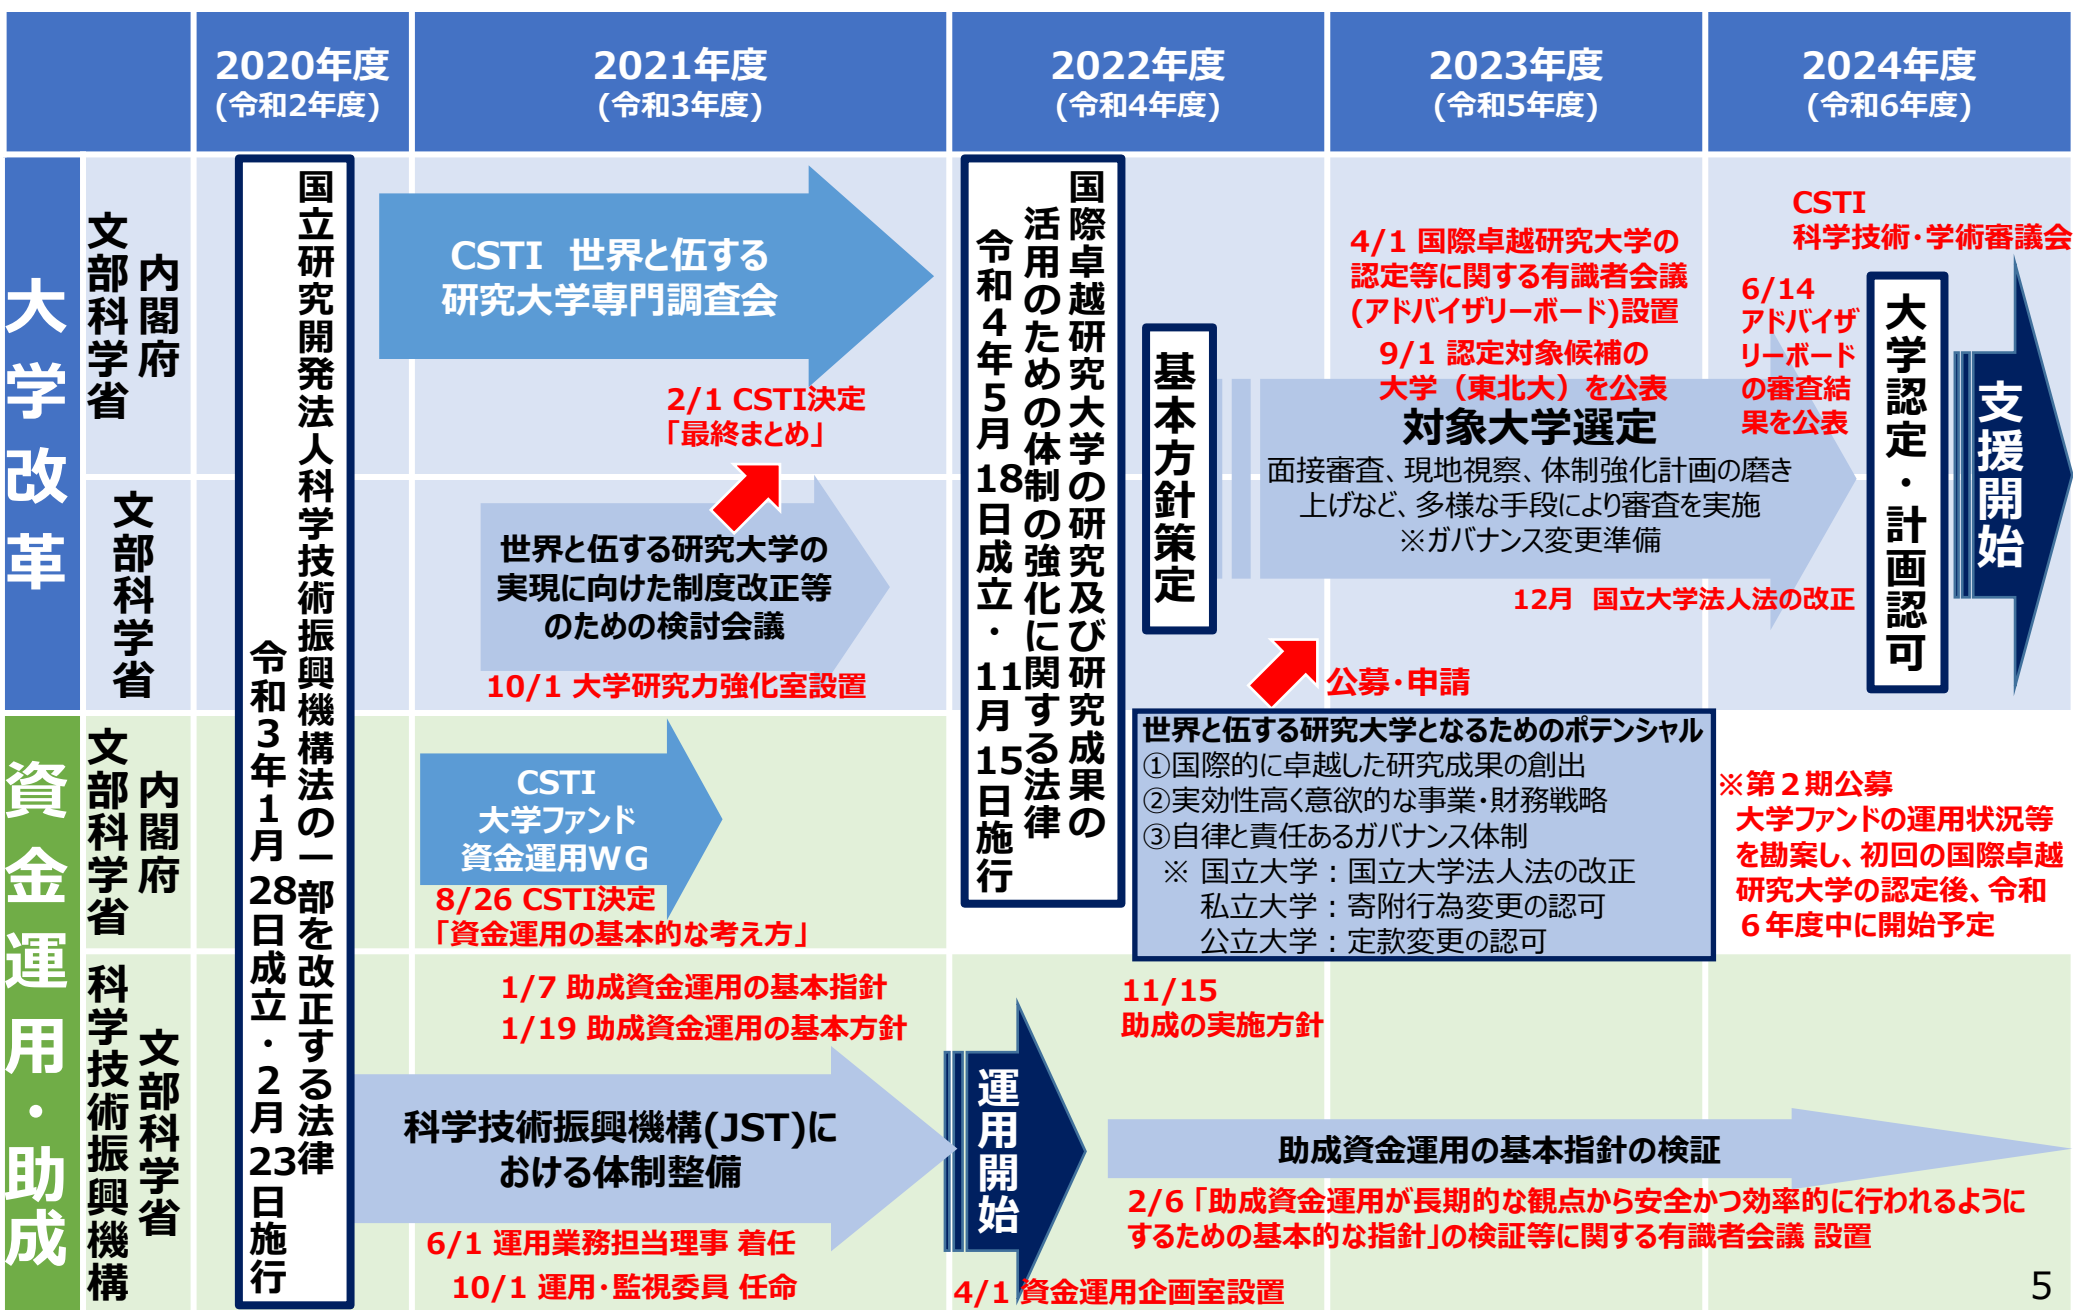 2020年度
(令和2年度)
2021年度
(令和3年度)
2022年度
(令和4年度)
2023年度
(令和5年度)
2024年度
(令和6年度)
大学改革
内閣府
文部科学省
文部科学省
国立研究開発法人科学技術振興機構法の一部を改正する法律
令和3年1月28日成立・2月23日施行
CSTI 世界と伍する
研究大学専門調査会
2/1 CSTI決定
「最終まとめ」
世界と伍する研究大学の
実現に向けた制度改正等
のための検討会議
10/1 大学研究力強化室設置
国際卓越研究大学の研究及び研究成果の
活用のための体制の強化に関する法律
令和4年5月18日成立・11月15日施行
基本方針策定
4/1 国際卓越研究大学の
認定等に関する有識者会議
(アドバイザリーボード)設置
9/1 認定対象候補の
大学（東北大）を公表
対象大学選定
面接審査、現地視察、体制強化計画の磨き
上げなど、多様な手段により審査を実施
※ガバナンス変更準備
12月 国立大学法人法の改正
公募・申請
CSTI
科学技術・学術審議会
6/14
アドバイザ
リーボード
の審査結
果を公表
大学認定・計画認可
支援開始
資金運用・助成
内閣府
文部科学省
文部科学省
科学技術振興機構
CSTI
大学ファンド
資金運用WG
8/26 CSTI決定
「資金運用の基本的な考え方」
世界と伍する研究大学となるためのポテンシャル
①国際的に卓越した研究成果の創出
②実効性高く意欲的な事業・財務戦略
③自律と責任あるガバナンス体制
※ 国立大学：国立大学法人法の改正
私立大学：寄附行為変更の認可
公立大学：定款変更の認可
※第２期公募
大学ファンドの運用状況等
を勘案し、初回の国際卓越
研究大学の認定後、令和
６年度中に開始予定
1/7 助成資金運用の基本指針
1/19 助成資金運用の基本方針
科学技術振興機構(JST)に
おける体制整備
6/1 運用業務担当理事 着任
10/1 運用・監視委員 任命
運用開始
4/1 資金運用企画室設置
11/15
助成の実施方針
助成資金運用の基本指針の検証
2/6「助成資金運用が長期的な観点から安全かつ効率的に行われるように
するための基本的な指針」の検証等に関する有識者会議 設置
5